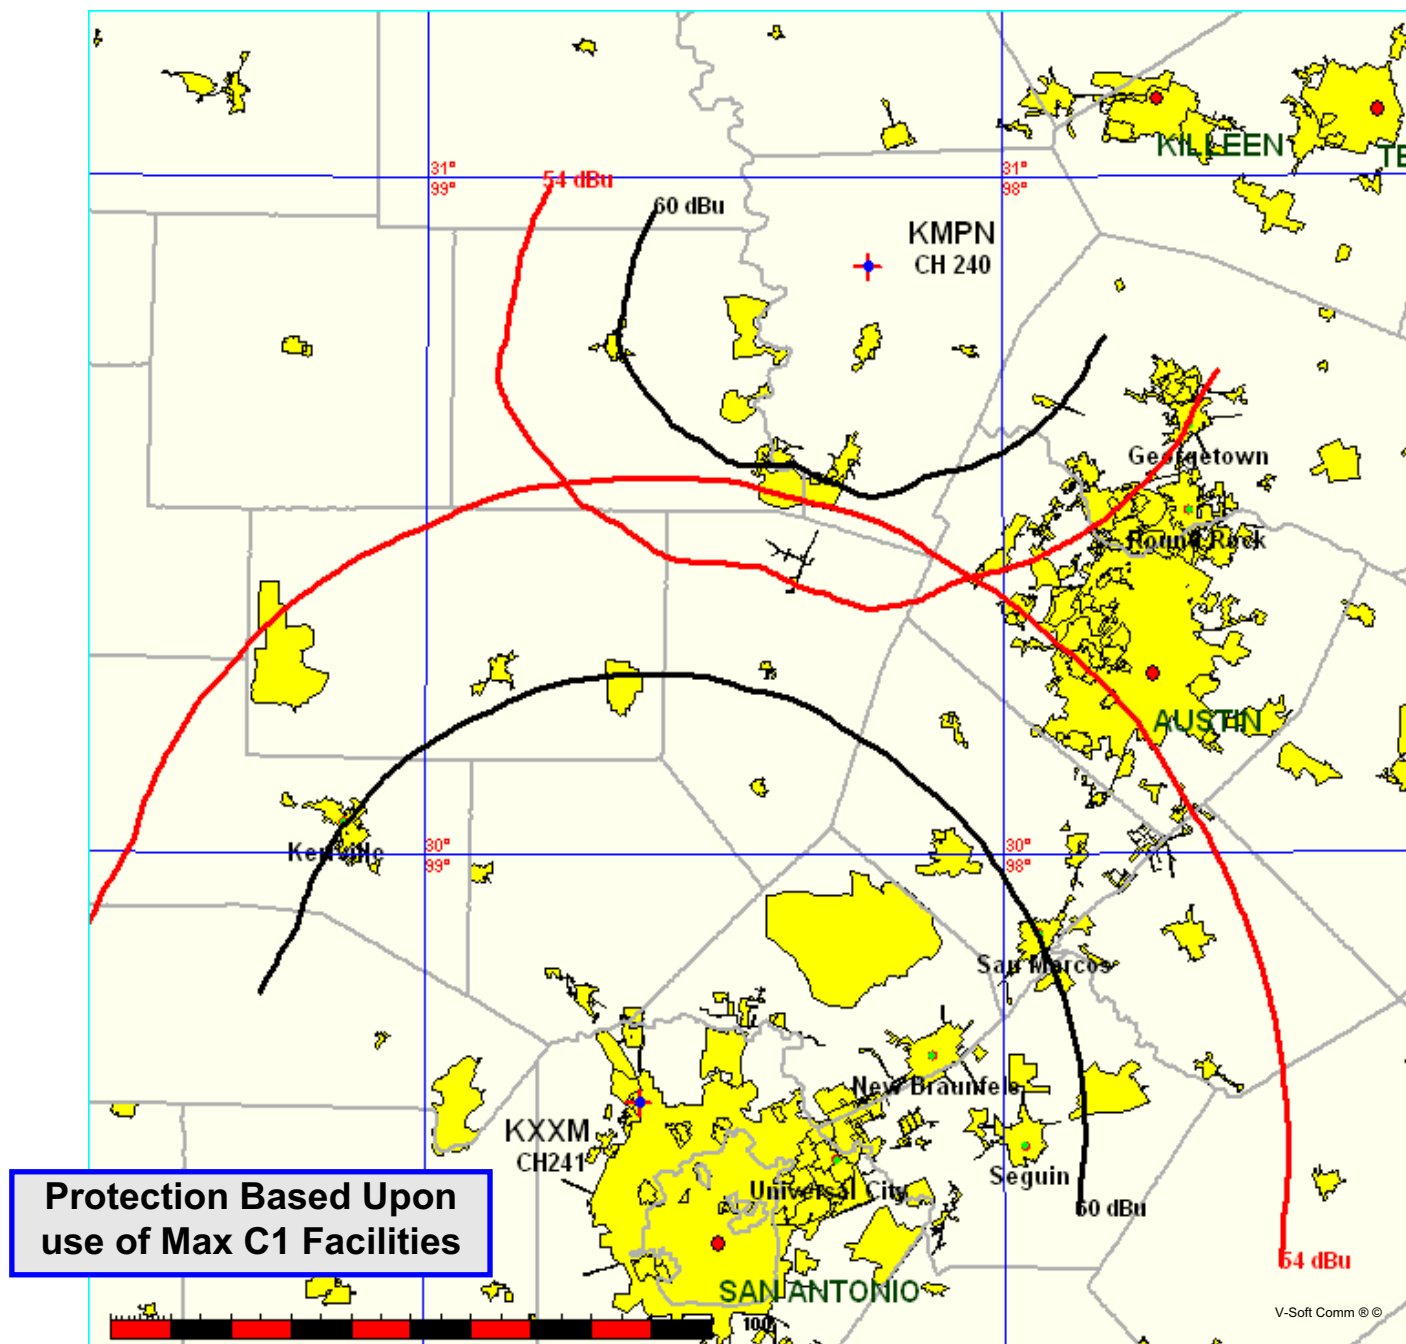 KILLEEN
TE
31°
99°
31°
98°
54 dBu
60 dBu
KMPN
CH 240
Georgetown
Round Rock
AUSTIN
Kerrville
30°
99°
30°
98°
San Marcos
New Braunfels
KXXM
CH241
Universal City
Seguin
60 dBu
Protection Based Upon
use of Max C1 Facilities
54 dBu
SAN ANTONIO
100
V-Soft Comm ® ©